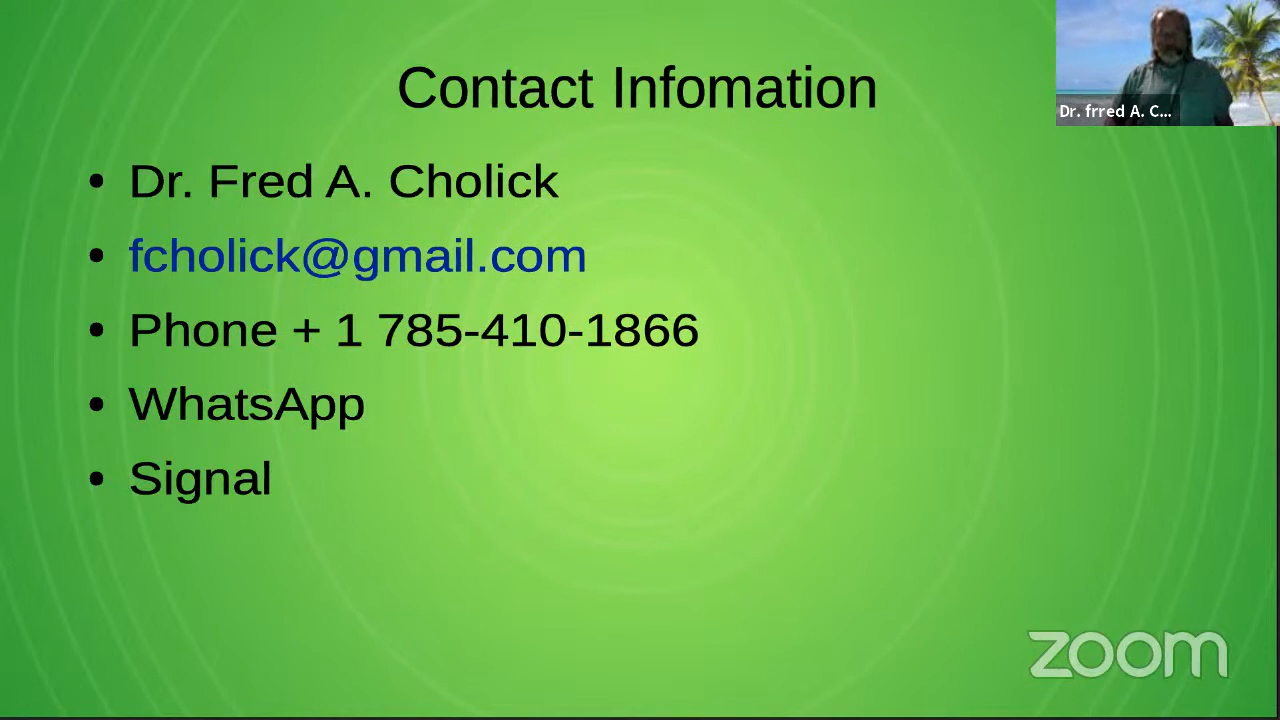 Contact Infomation
Dr. frred A. C...
• Dr. Fred A. Cholick
• fcholick@gmail.com
• Phone + 1 785-410-1866
• WhatsApp
• Signal
zoom